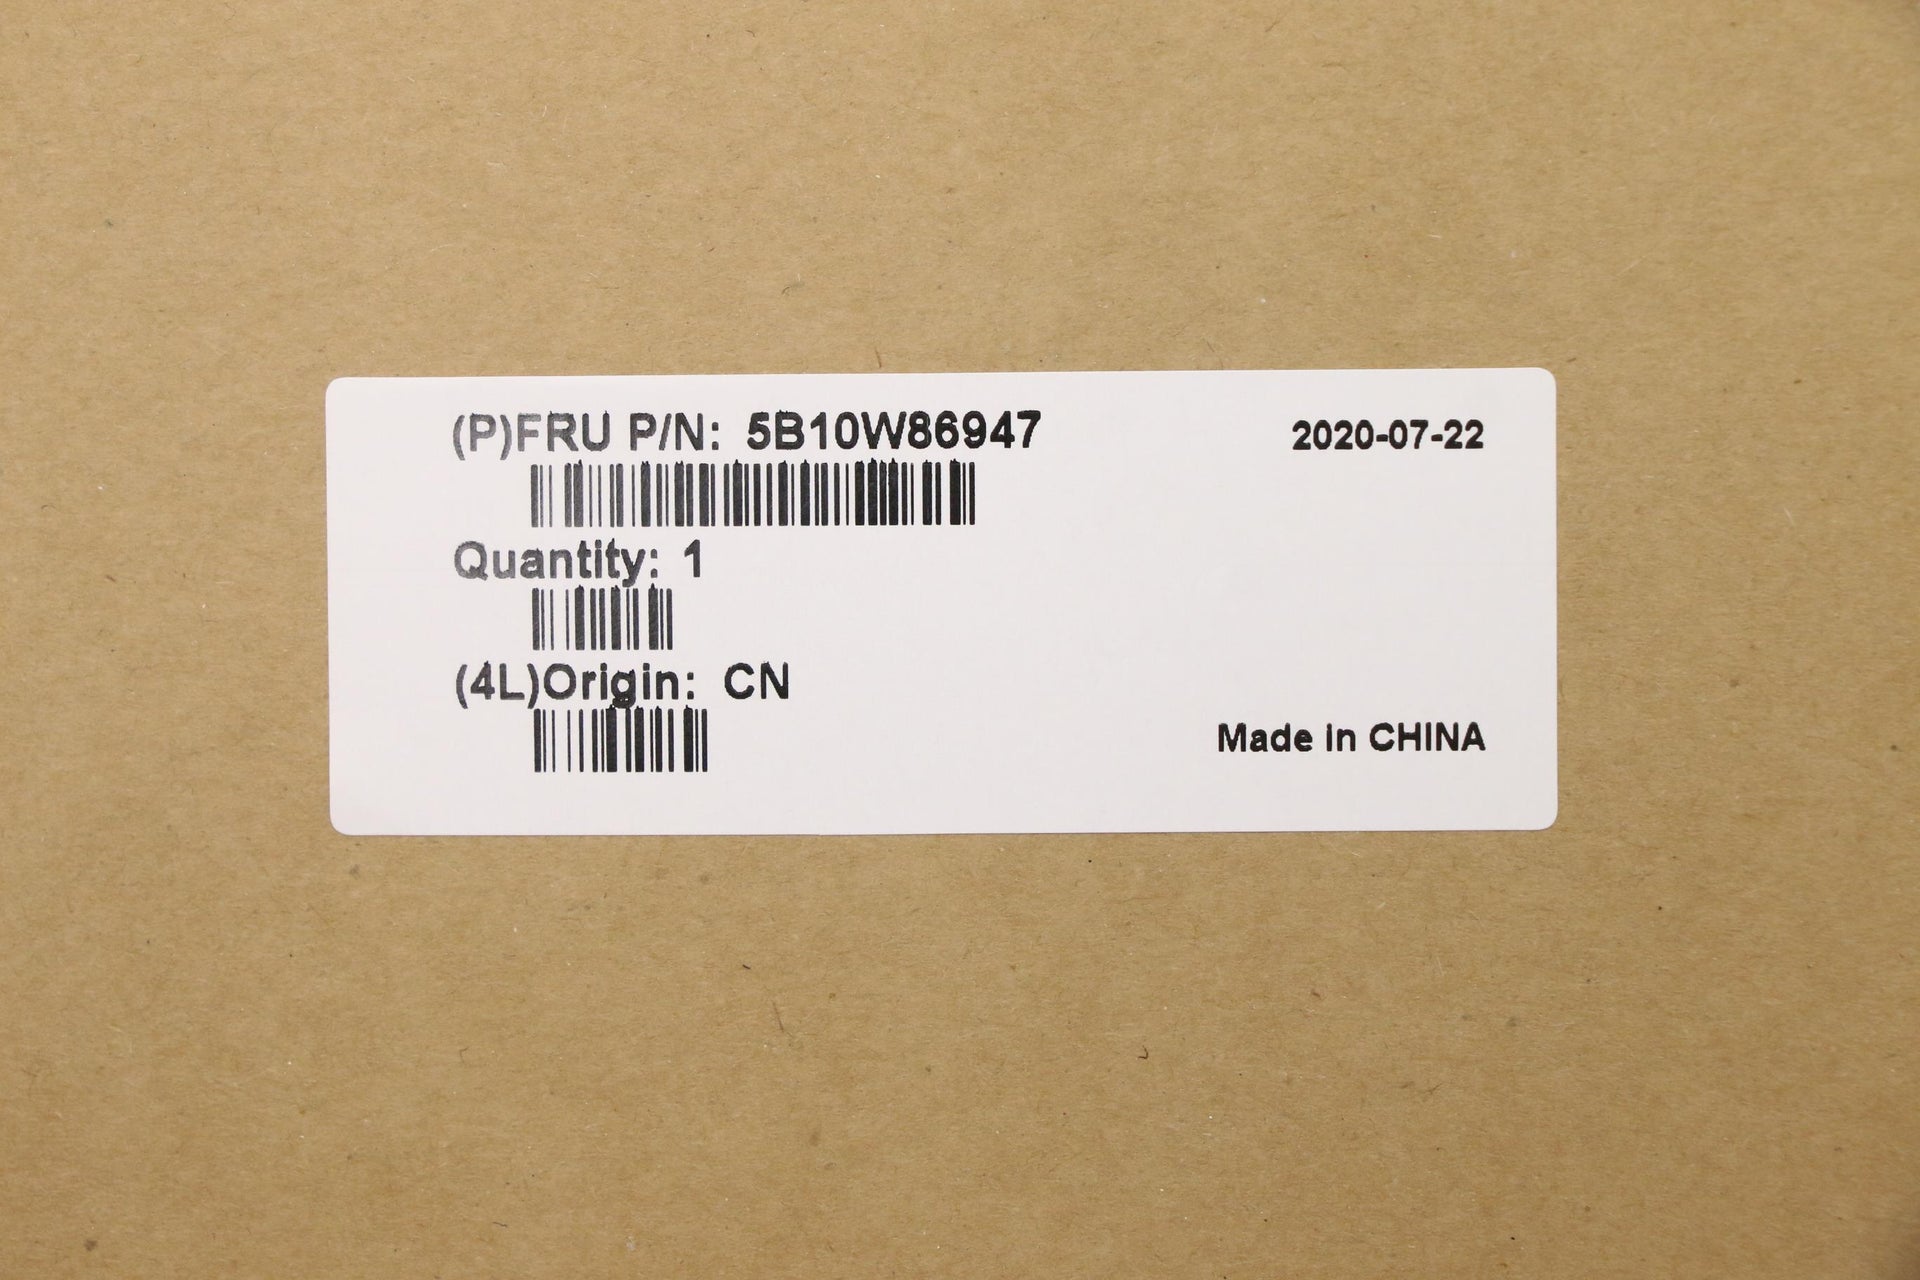 (P)FRU P/N: 5B10W86947
2020-07-22
Quantity: 1
(4L)Origin: CN
Made in CHINA